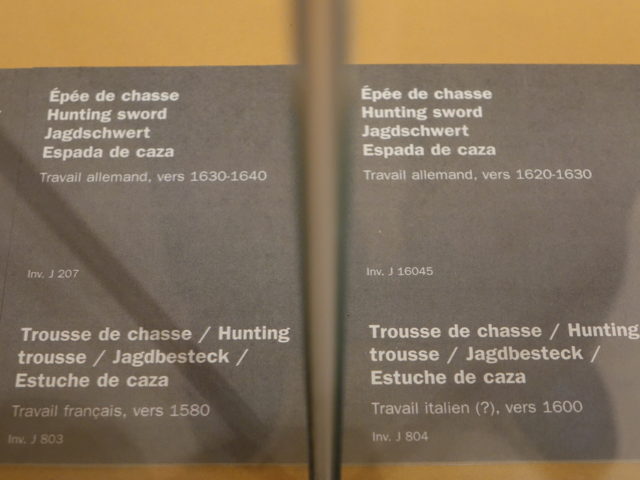 Épée de chasse
Hunting sword
Jagdschwert
Espada de caza
Travail allemand, vers 1630-1640
Inv. J 207
Trousse de chasse / Hunting
trousse / Jagdbesteck /
Estuche de caza
Travail français, vers 1580
Inv. J 803
Épée de chasse
Hunting sword
Jagdschwert
Espada de caza
Travail allemand, vers 1620-1630
Inv. J 16045
Trousse de chasse / Hunting
trousse / Jagdbesteck /
Estuche de caza
Travail italien (?), vers 1600
Inv. J 804